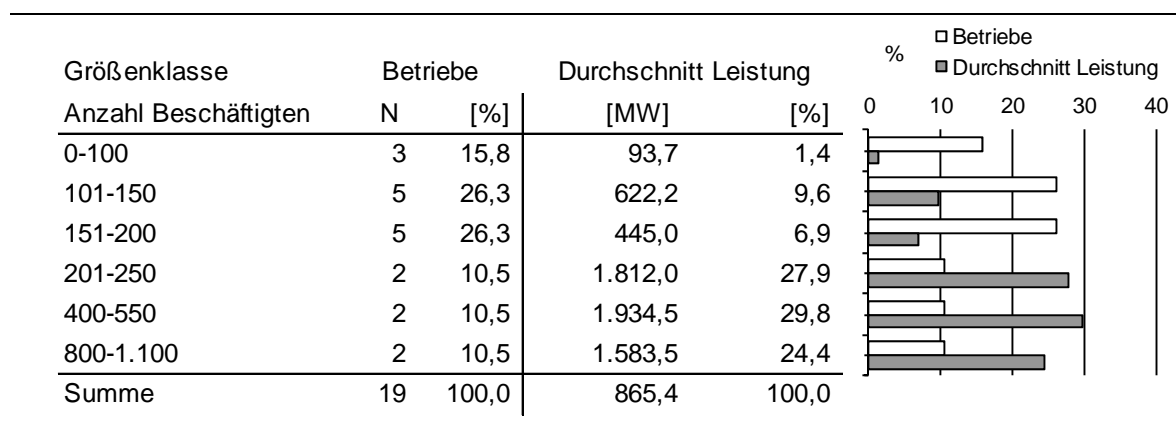 Größenklasse Betriebe Durchschnitt Leistung
Anzahl Beschäftigten N [%] [MW] [%]
0-100 3 15,8 93,7 1,4
101-150 5 26,3 622,2 9,6
151-200 5 26,3 445,0 6,9
201-250 2 10,5 1.812,0 27,9
400-550 2 10,5 1.934,5 29,8
800-1.100 2 10,5 1.583,5 24,4
Summe 19 100,0 865,4 100,0
%
Betriebe
Durchschnitt Leistung
0 10 20 30 40